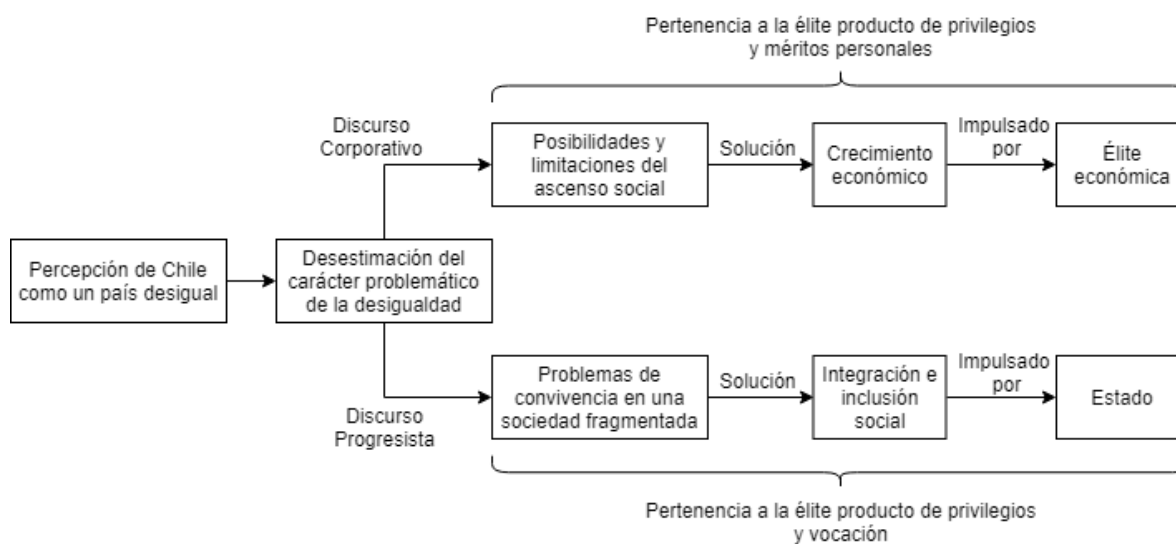 Pertenencia a la élite producto de privilegios
y méritos personales
Discurso
Corporativo
Posibilidades y
limitaciones del
ascenso social
Solución
Crecimiento
económico
Impulsado
por
Élite
económica
Percepción de Chile
como un país desigual
Desestimación del
carácter problemático
de la desigualdad
Discurso
Progresista
Problemas de
convivencia en una
sociedad fragmentada
Solución
Integración e
inclusión
social
Impulsado
por
Estado
Pertenencia a la élite producto de privilegios
y vocación